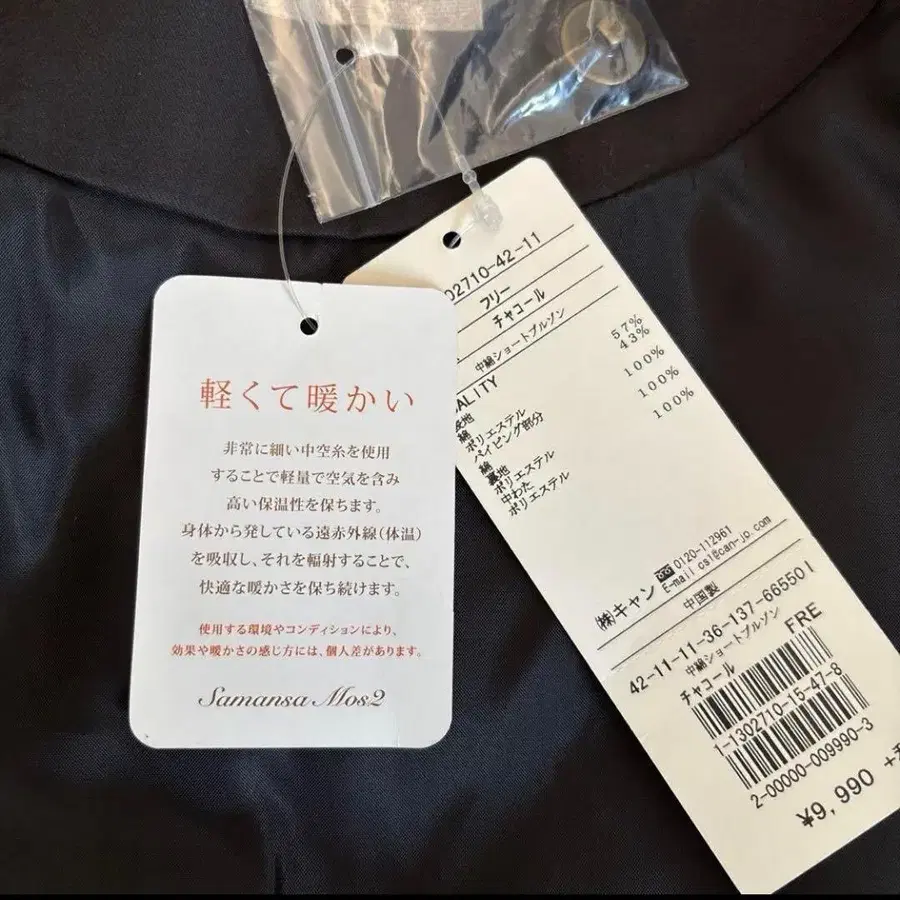 軽くて暖かい
非常に細い中空糸を使用
することで軽量で空気を含み
高い保温性を保ちます。
身体から発している遠赤外線(体温)
を吸収し、それを輻射することで、
快適な暖かさを保ち続けます。
使用する環境やコンディションにより、
効果や暖かさの感じ方には、個人差があります。
Samansa Mos2
02710-42-11
フリー
チャコール
中綿ショートブルゾン
ALITY
表地
綿 57%
ポリエステル 43%
パイピング部分
綿 100%
裏地
ポリエステル 100%
中わた
ポリエステル 100%
㈱キャン 0120-112961
E-mail cs1@can-jp.com
中国製
42-11-11-36-137-665501
中綿ショートブルゾン
チャコール FRE
1-1302710-15-47-8
2-00000-009990-3
¥9,990